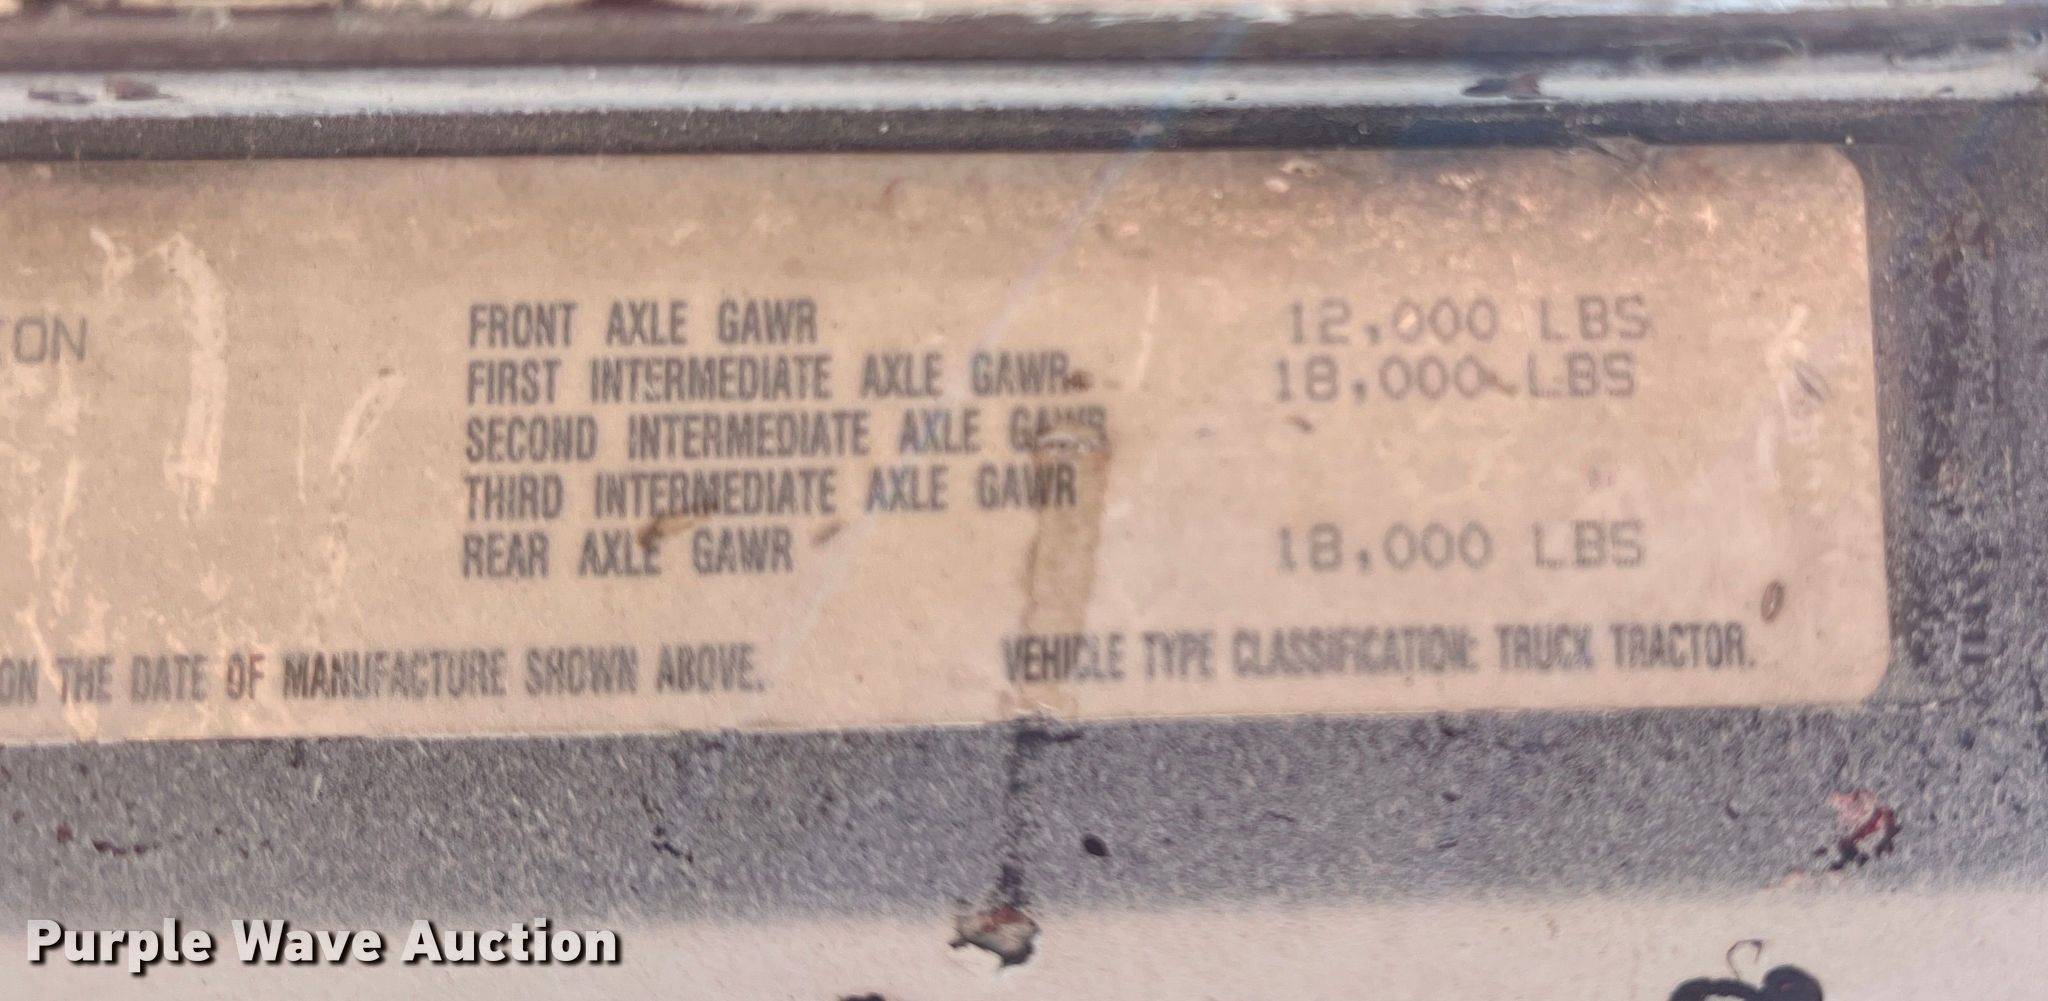 ION
FRONT AXLE GAWR 12,000 LBS
FIRST INTERMEDIATE AXLE GAWR 18,000 LBS
SECOND INTERMEDIATE AXLE GAWR
THIRD INTERMEDIATE AXLE GAWR
REAR AXLE GAWR 18,000 LBS
ON THE DATE OF MANUFACTURE SHOWN ABOVE. VEHICLE TYPE CLASSIFICATION: TRUCK TRACTOR.
Purple Wave Auction